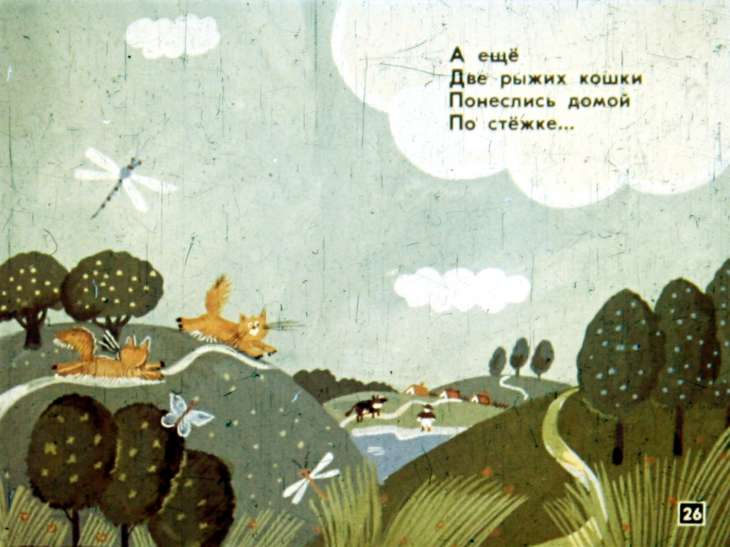 А ещё
Две рыжих кошки
Понеслись домой
По стёжке...
26